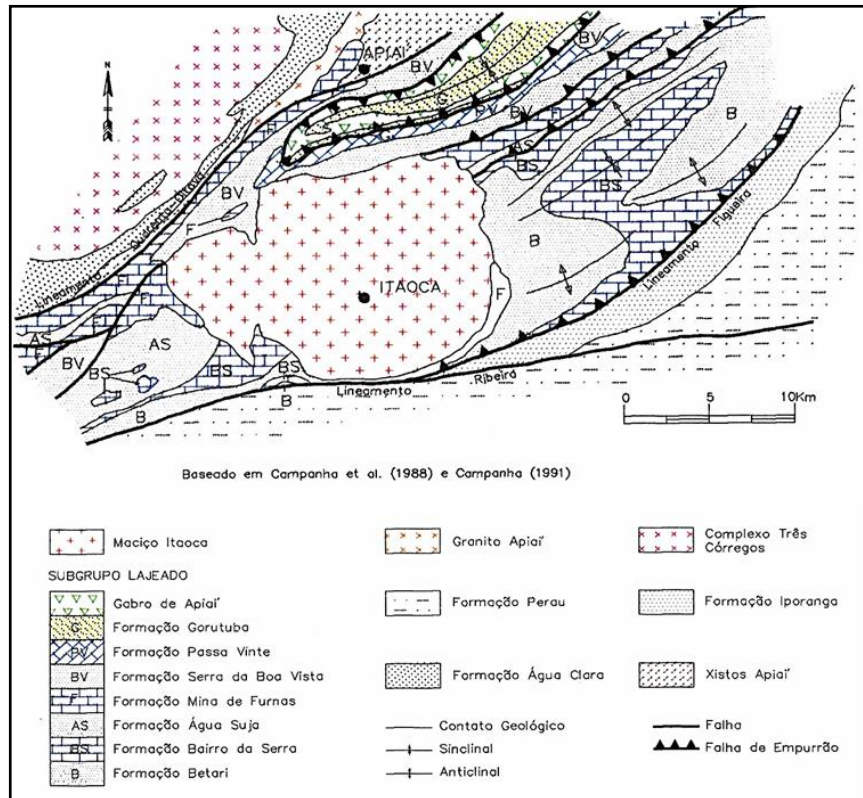 N
APIAÍ
BV
BV
G
PV
BV
F
F
AS
BS
BS
B
BV
F
B
F
Lineamento Quarenta-Oitava
F
F
ITAOCA
Lineamento Figueira
AS
F
AS
BV
BS
BS
BS
B
B
Lineamento Ribeira
0 5 10Km
Baseado em Campanha et al. (1988) e Campanha (1991)
Maciço Itaoca
Granito Apiaí
Complexo Três
Córregos
SUBGRUPO LAJEADO
Gabro de Apiaí
G Formação Gorutuba
PV Formação Passa Vinte
BV Formação Serra da Boa Vista
F Formação Mina de Furnas
AS Formação Água Suja
BS Formação Bairro da Serra
B Formação Betari
Formação Perau
Formação Iporanga
Formação Água Clara
Xistos Apiaí
Contato Geológico
Sinclinal
Anticlinal
Falha
Falha de Empurrão